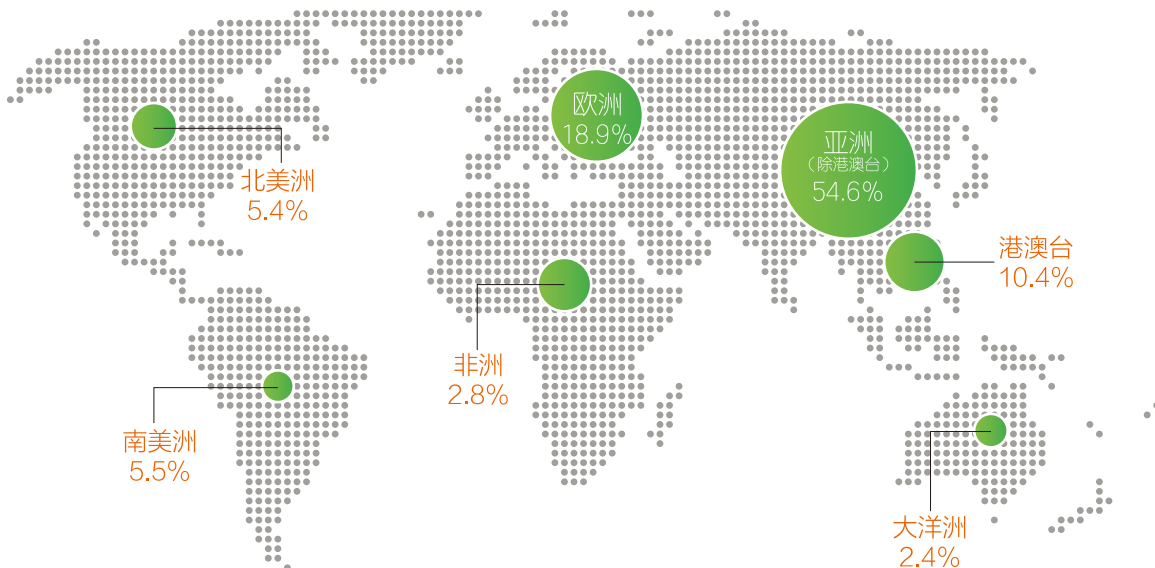 欧洲
18.9%
亚洲
（除港澳台）
54.6%
北美洲
5.4%
港澳台
10.4%
非洲
2.8%
南美洲
5.5%
大洋洲
2.4%